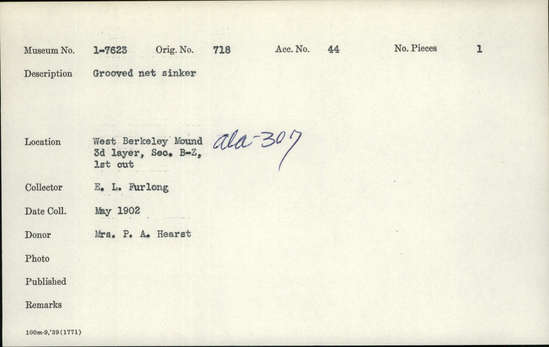 Museum No. 1-7623 Orig. No. 718 Acc. No. 44 No. Pieces 1
Description Grooved net sinker
Location West Berkeley Mound ala-307
3d layer, Sec. B-Z,
1st out
Collector E. L. Furlong
Date Coll. May 1902
Donor Mrs. P. A. Hearst
Photo
Published
Remarks
100m-9,'39(1771)